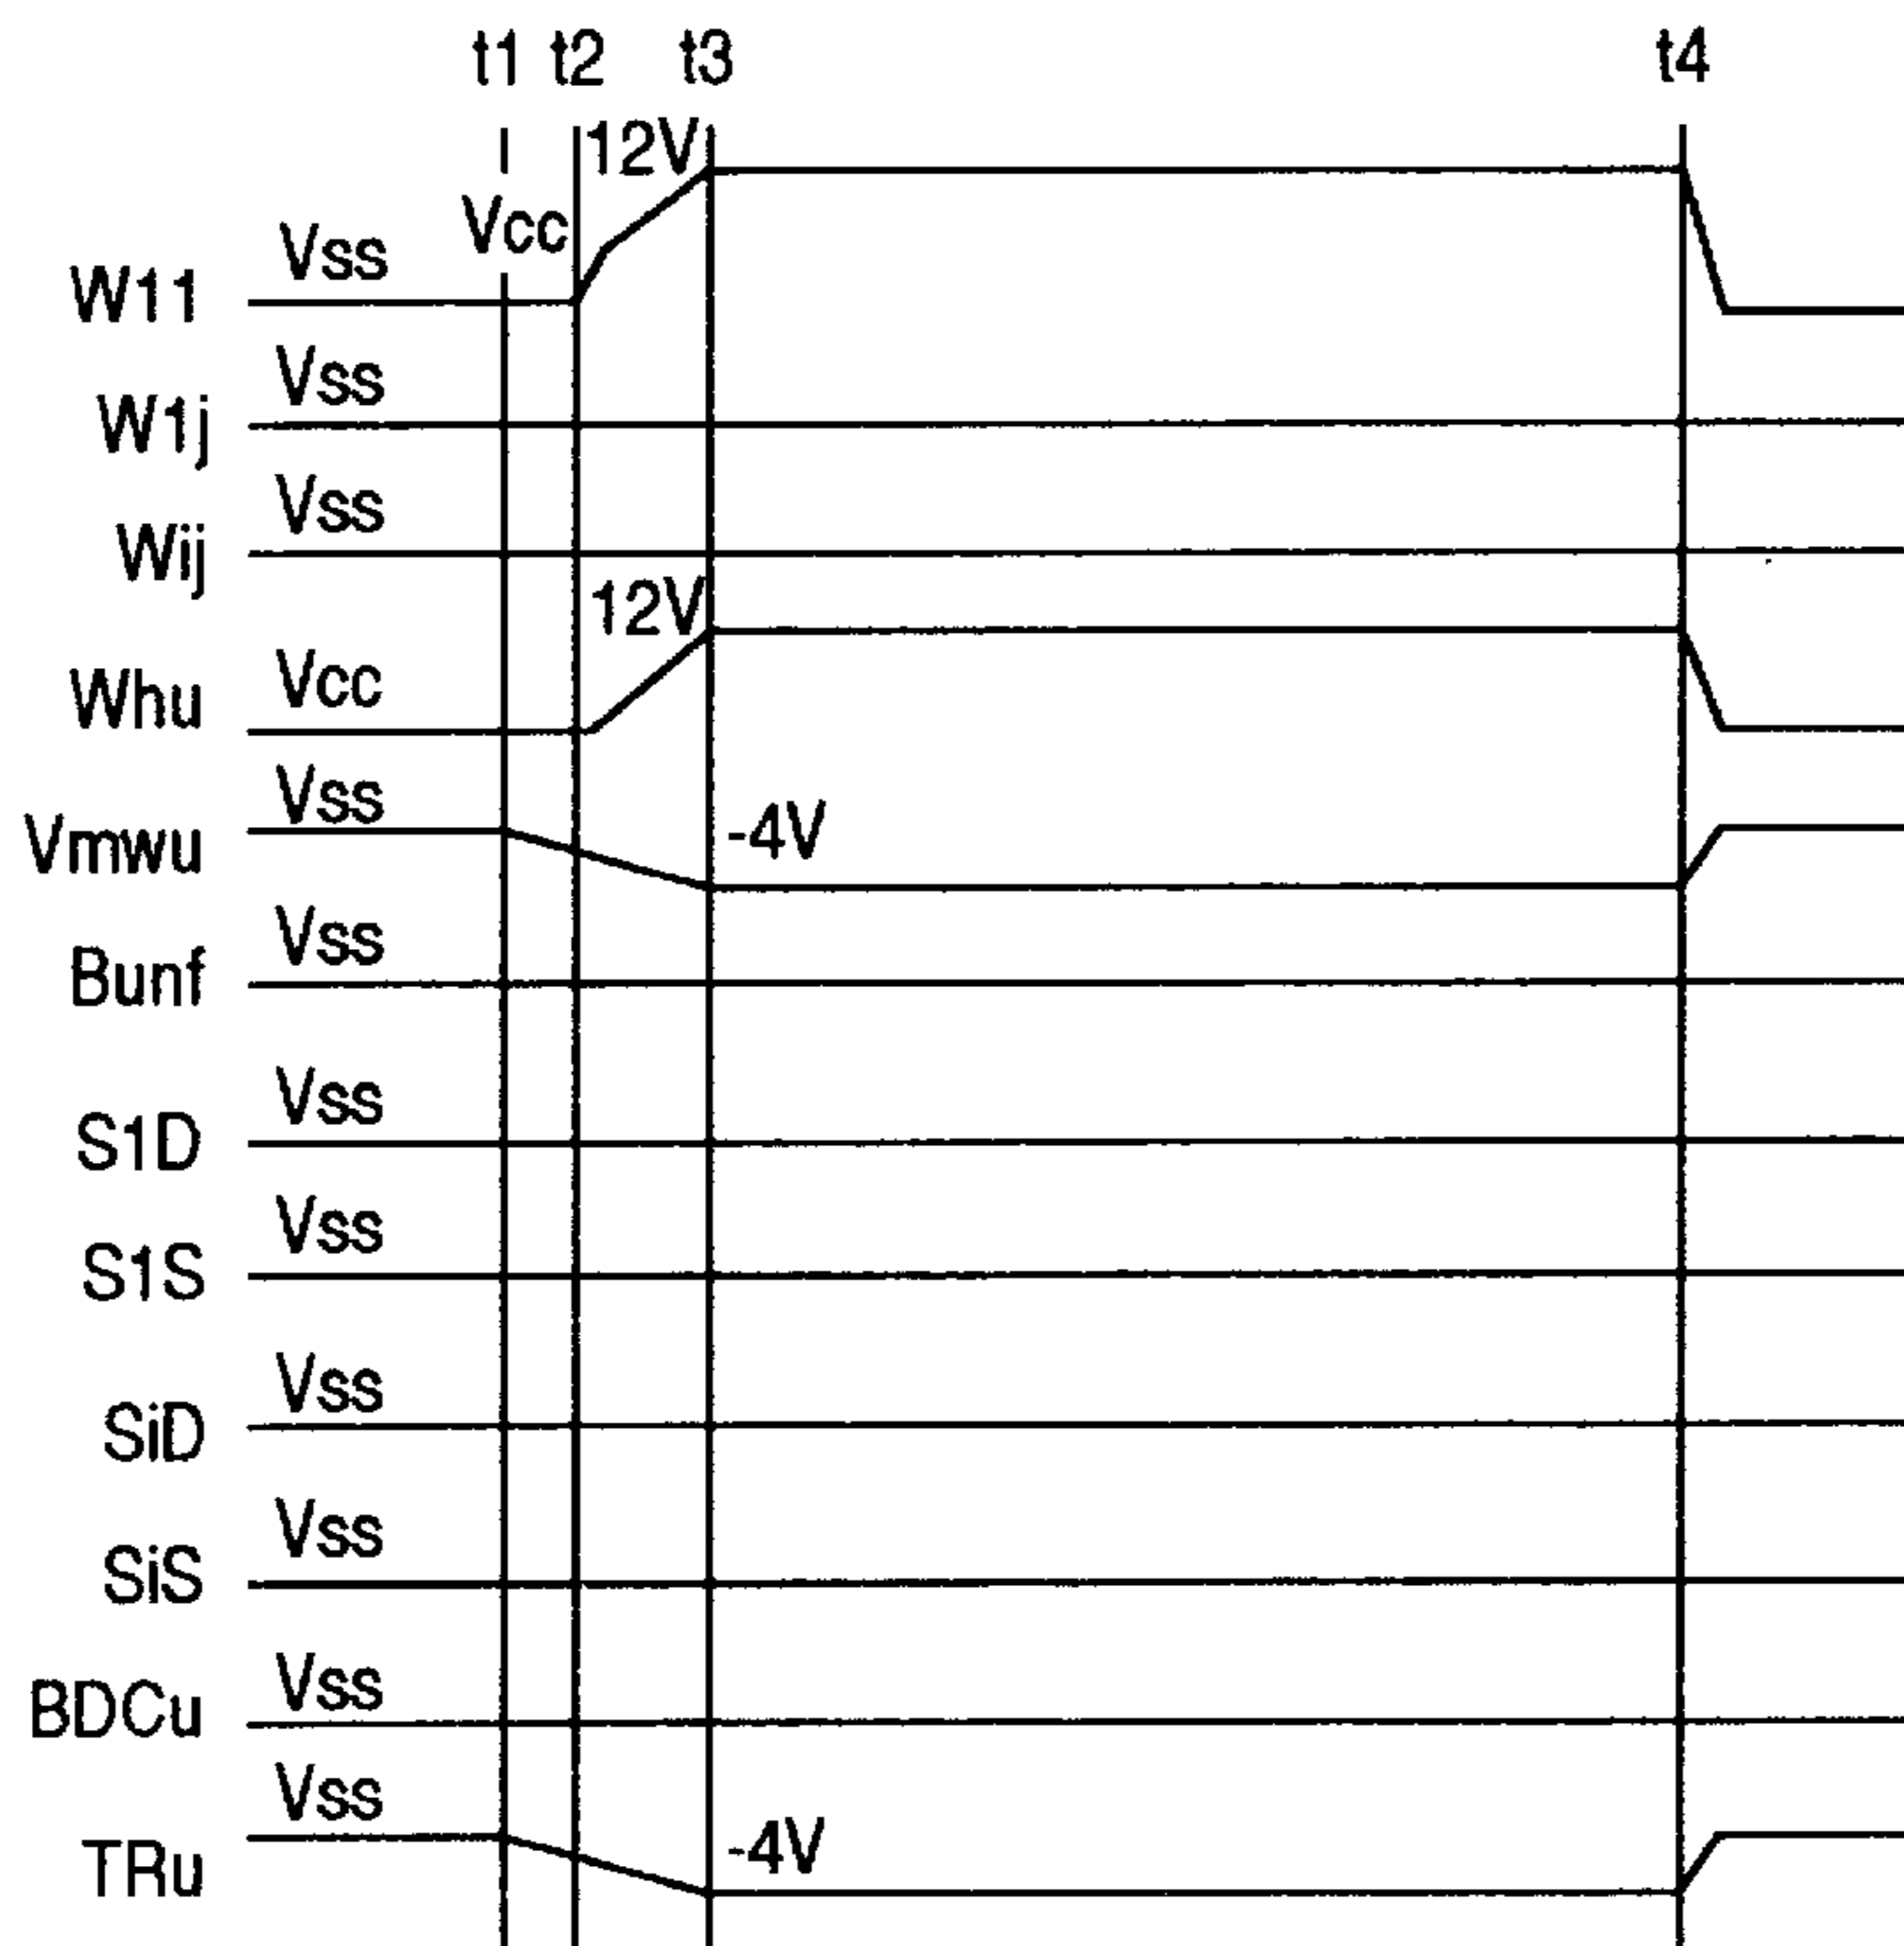 t1 t2 t3 t4
12V
Vcc
Vss
W11
Vss
W1j
Vss
Wij
12V
Vcc
Whu
Vss
Vmwu
-4V
Vss
Bunf
Vss
S1D
Vss
S1S
Vss
SiD
Vss
SiS
Vss
BDCu
Vss
TRu
-4V